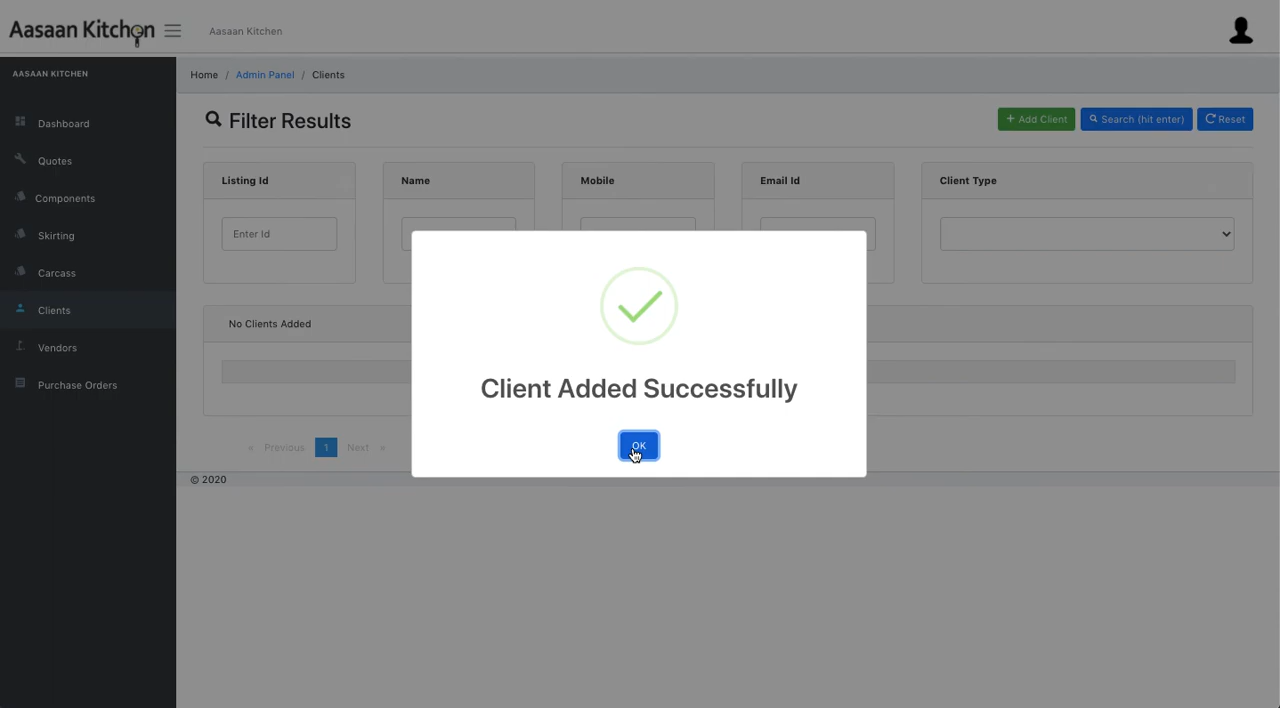 Aasaan Kitchen
Aasaan Kitchen
AASAAN KITCHEN
Dashboard
Quotes
Components
Skirting
Carcass
Clients
Vendors
Purchase Orders
Home / Admin Panel / Clients
Filter Results
+ Add Client
Search (hit enter)
Reset
Listing Id
Name
Mobile
Email Id
Client Type
Enter Id
No Clients Added
Client Added Successfully
OK
« Previous 1 Next «
© 2020